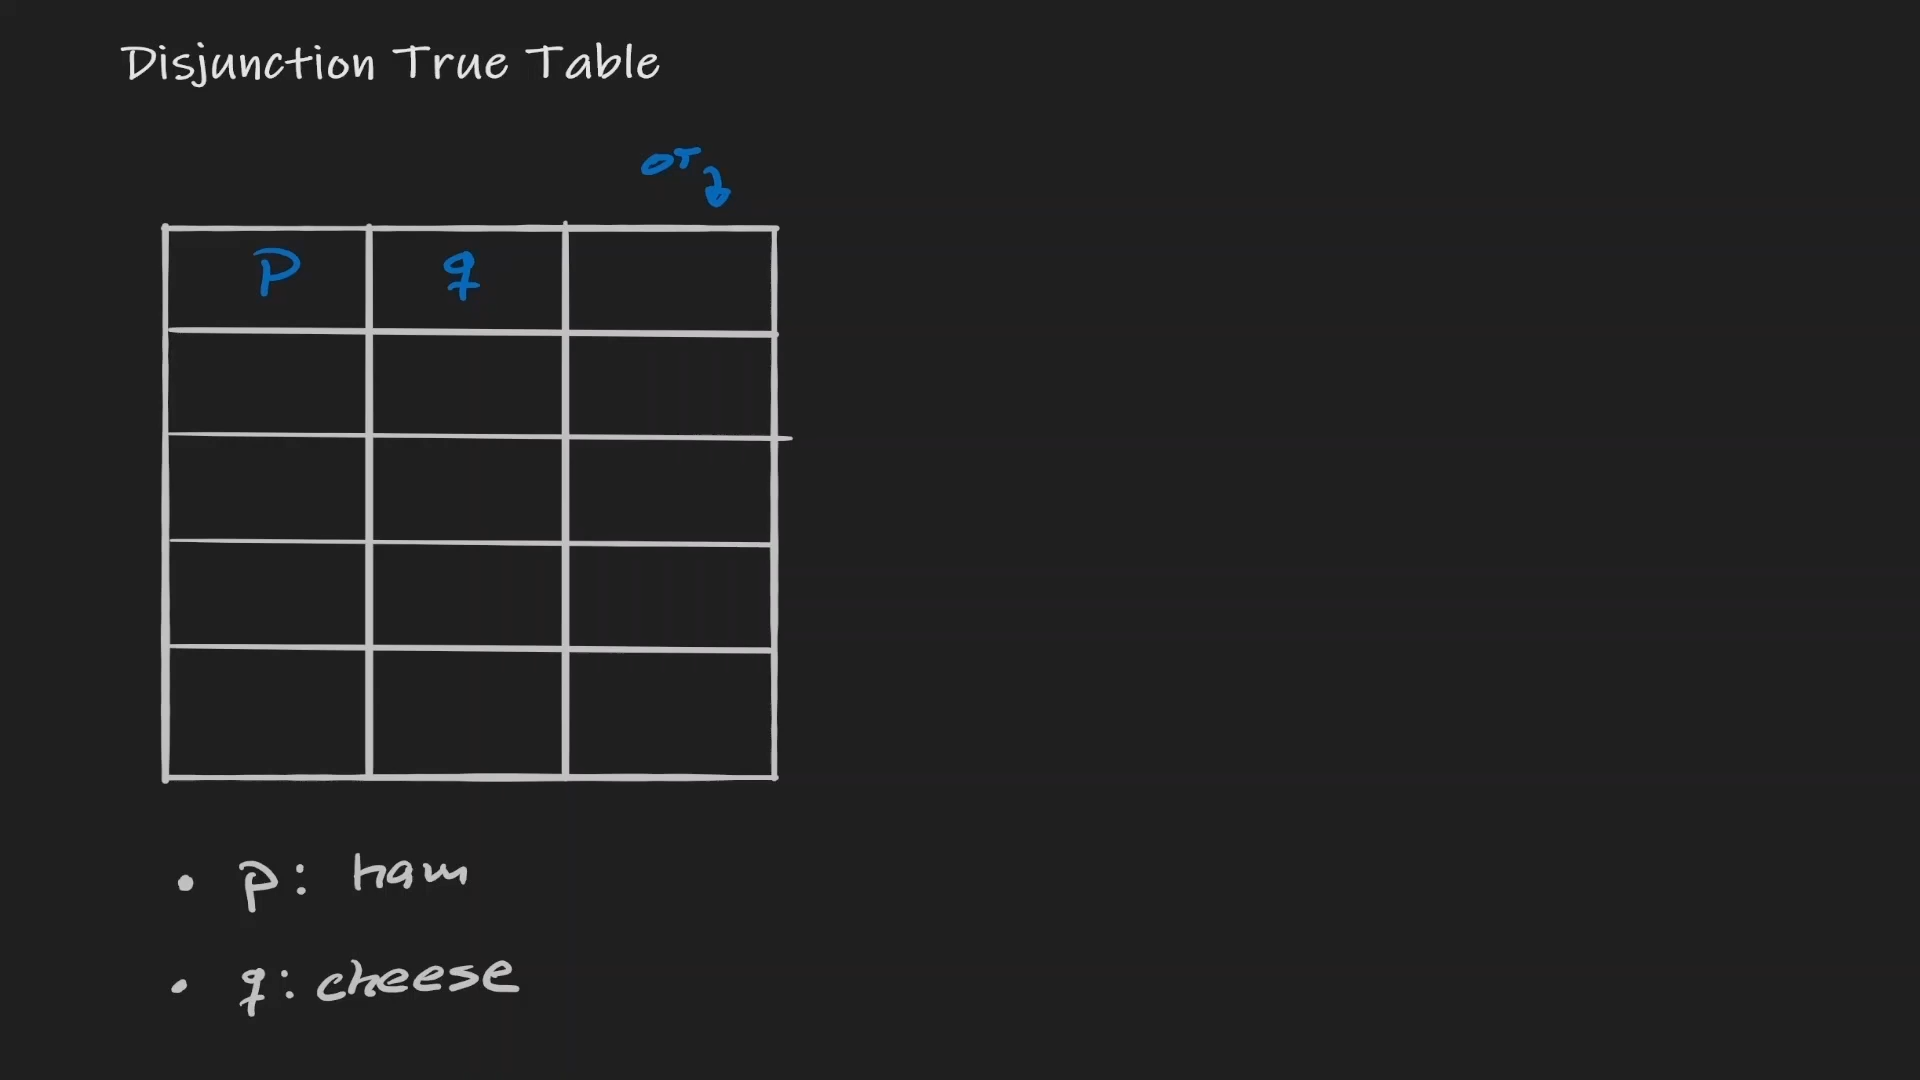 Disjunction True Table
or
p q
• p: ham
• q: cheese